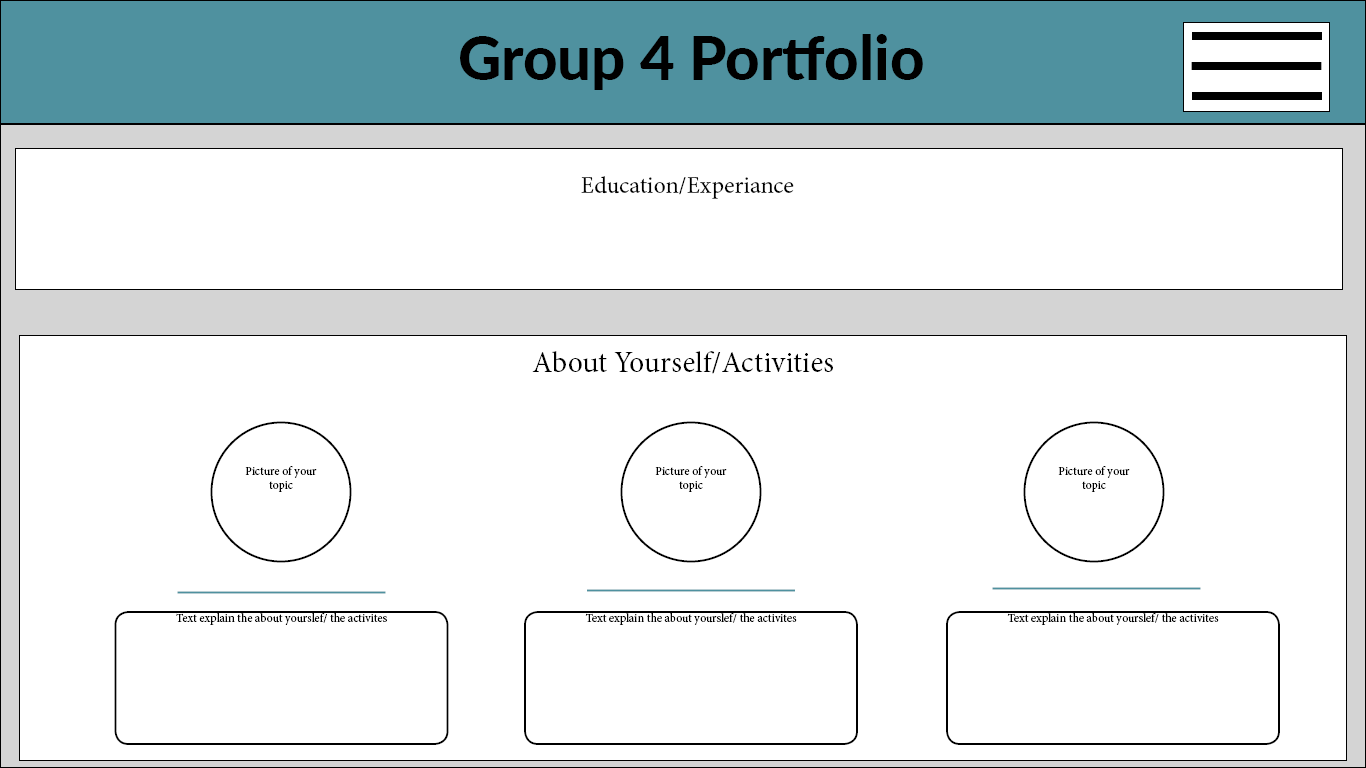 Group 4 Portfolio
Education/Experiance
About Yourself/Activities
Picture of your
topic
Picture of your
topic
Picture of your
topic
Text explain the about yourslef/ the activites
Text explain the about yourslef/ the activites
Text explain the about yourslef/ the activites